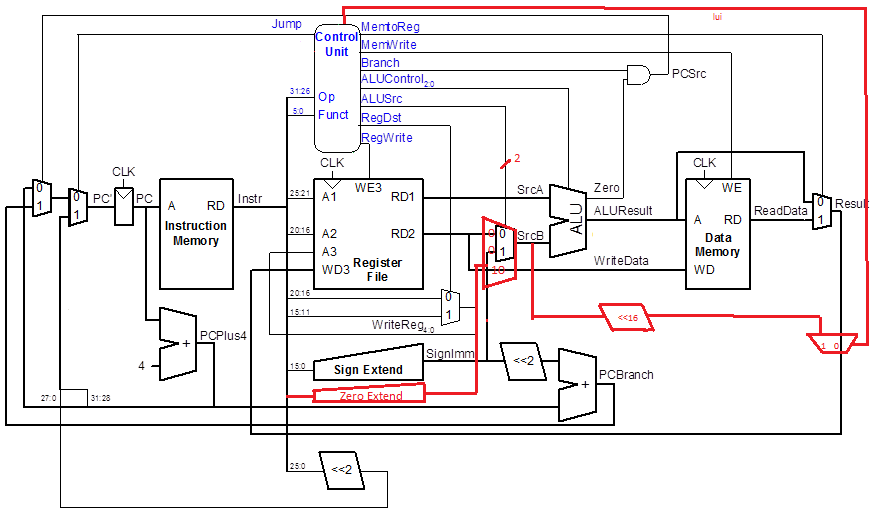 lui
MemtoReg
Jump
Control
Unit
MemWrite
Branch
PCSrc
ALUControl2:0
31:26
Op
ALUSrc
5:0
Funct
RegDst
RegWrite
2
CLK
CLK
CLK
0
1
0
1
PC'
PC
A
RD
Instr
Instruction
Memory
25:21
A1
WE3
RD1
SrcA
Zero
WE
0
1
Result
20:16
A2
RD2
0
0
1
10
SrcB
ALU
ALUResult
A
RD
ReadData
A3
WD3
Register
File
Data
Memory
WriteData
WD
20:16
0
1
15:11
WriteReg4:0
<<16
1 0
PCPlus4
+
4
SignImm
15:0
Sign Extend
<<2
+
PCBranch
Zero Extend
27:0
31:28
25:0
<<2